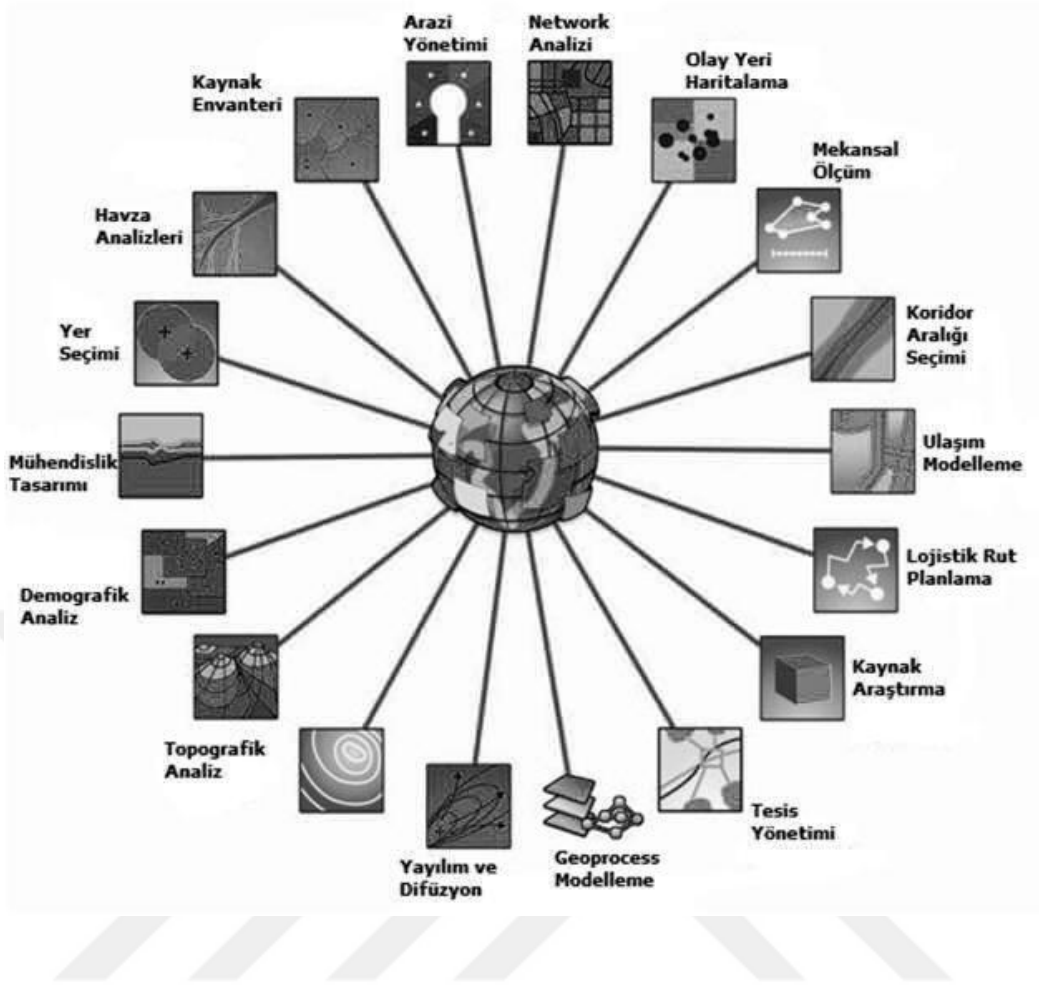 Arazi
Yönetimi
Network
Analizi
Olay Yeri
Haritalama
Mekansal
Ölçüm
Koridor
Aralığı
Seçimi
Ulaşım
Modelleme
Lojistik Rut
Planlama
Kaynak
Araştırma
Tesis
Yönetimi
Geoprocess
Modelleme
Yayılım ve
Difüzyon
Topografik
Analiz
Demografik
Analiz
Mühendislik
Tasarımı
Yer
Seçimi
Havza
Analizleri
Kaynak
Envanteri